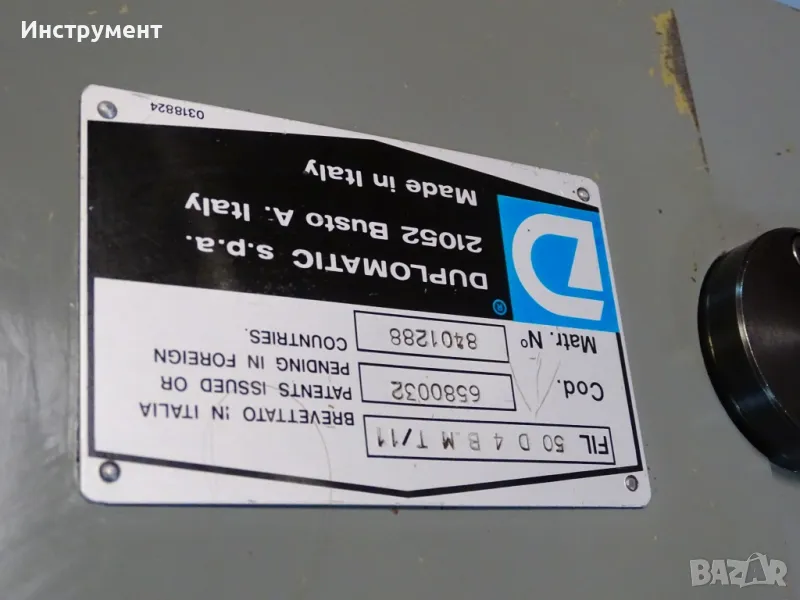 Инструмент
FIL 50 D 4 B M T/11
BREVETTATO IN ITALIA
Cod. 6580032
PATENTS ISSUED OR
PENDING IN FOREIGN
COUNTRIES.
Matr. N° 8401288
®
DUPLOMATIC s.p.a.
21052 Busto A. Italy
Made in Italy
0318824
BAZAR